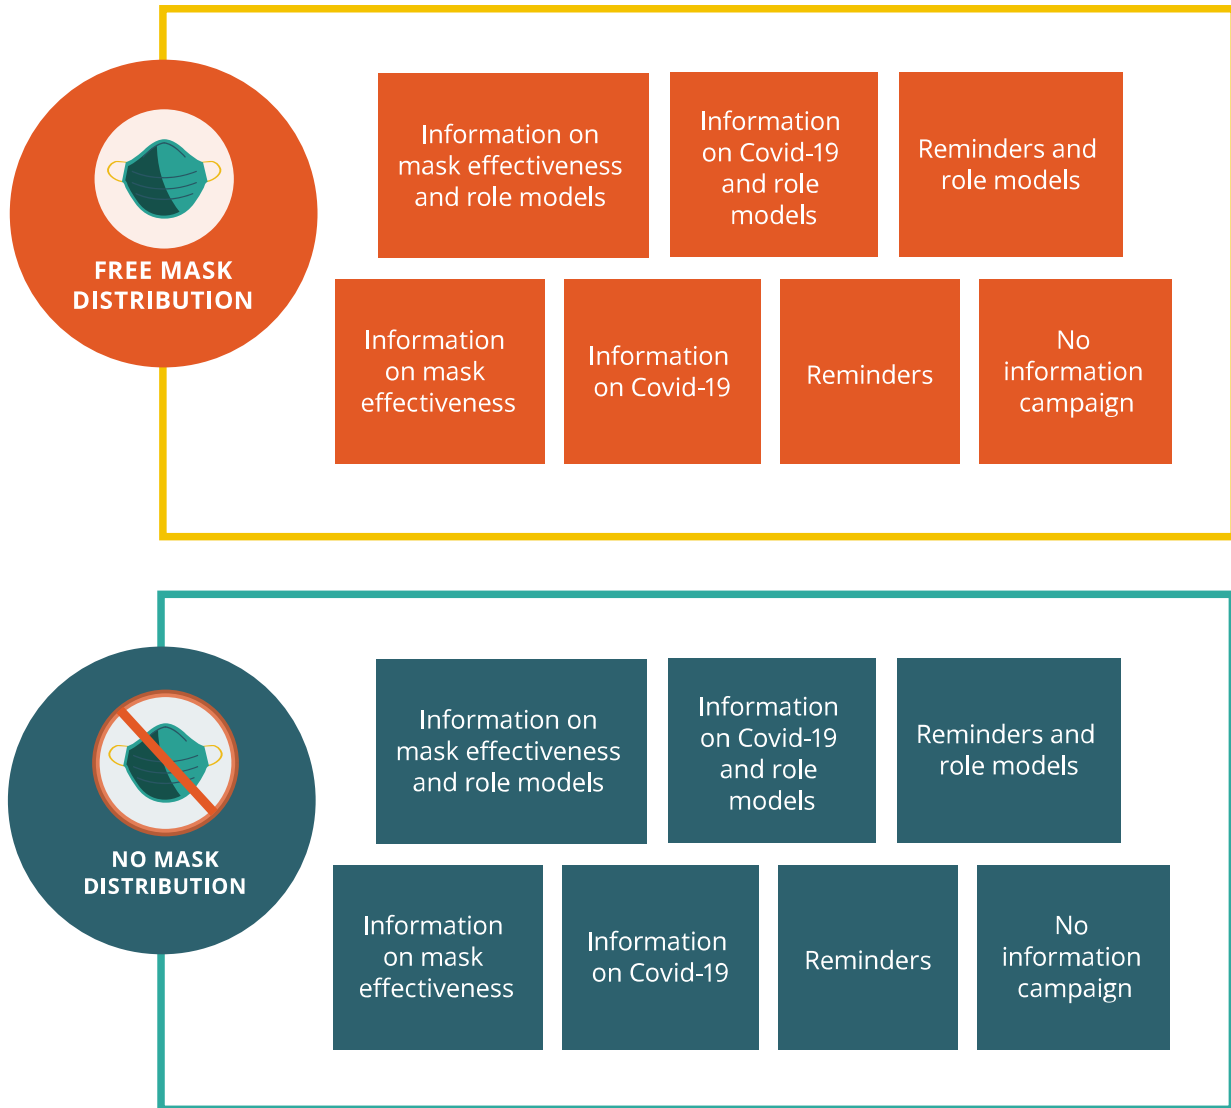 FREE MASK
DISTRIBUTION
Information on
mask effectiveness
and role models
Information
on Covid-19
and role
models
Reminders and
role models
Information
on mask
effectiveness
Information
on Covid-19
Reminders
No
information
campaign
NO MASK
DISTRIBUTION
Information on
mask effectiveness
and role models
Information
on Covid-19
and role
models
Reminders and
role models
Information
on mask
effectiveness
Information
on Covid-19
Reminders
No
information
campaign